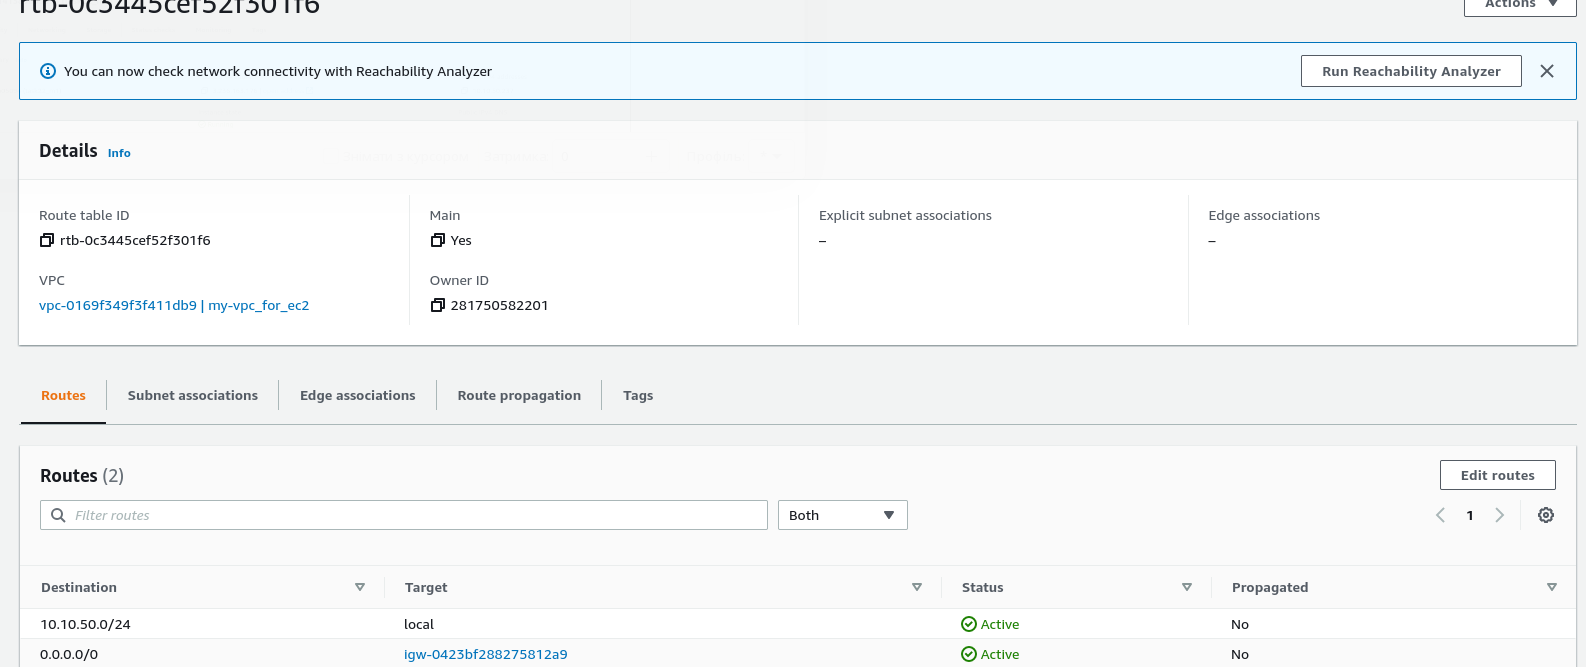 rtb-0c3445cef52f301f6
Actions
You can now check network connectivity with Reachability Analyzer
Run Reachability Analyzer
Details Info
Route table ID
rtb-0c3445cef52f301f6
Main
Yes
Explicit subnet associations
–
Edge associations
–
VPC
vpc-0169f349f3f411db9 | my-vpc_for_ec2
Owner ID
281750582201
Routes Subnet associations Edge associations Route propagation Tags
Routes (2)
Edit routes
Filter routes
Both
1
Destination Target Status Propagated
10.10.50.0/24 local Active No
0.0.0.0/0 igw-0423bf288275812a9 Active No